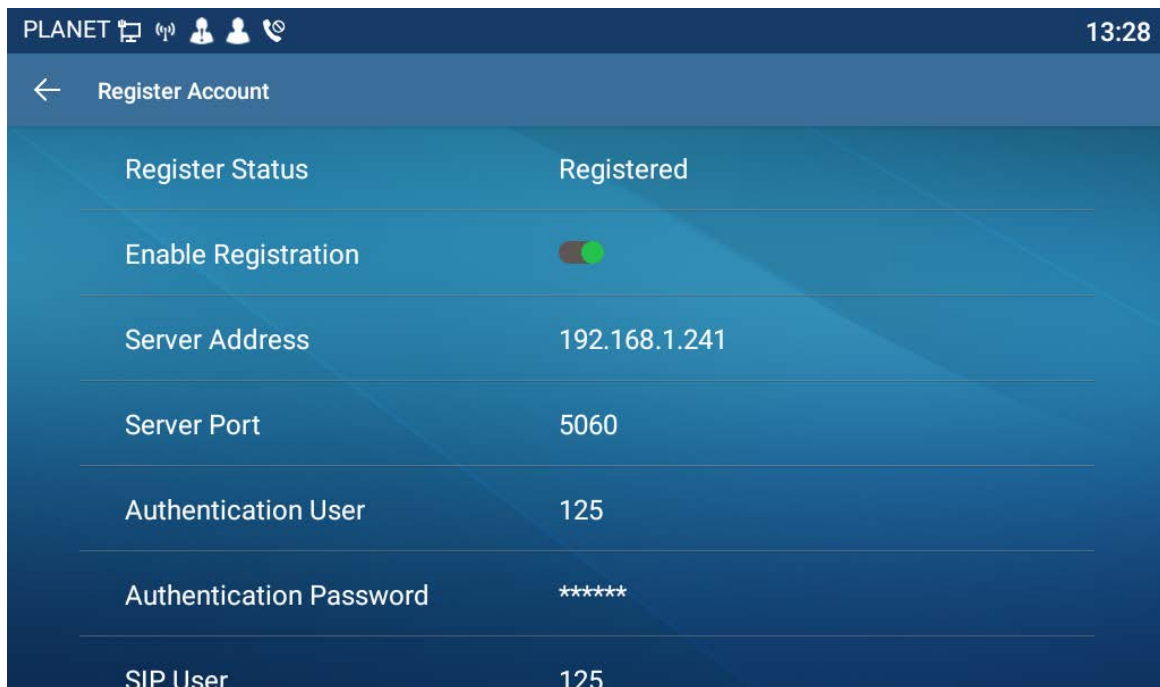 PLANET 13:28
Register Account
Register Status Registered
Enable Registration
Server Address 192.168.1.241
Server Port 5060
Authentication User 125
Authentication Password ******
SIP User 125